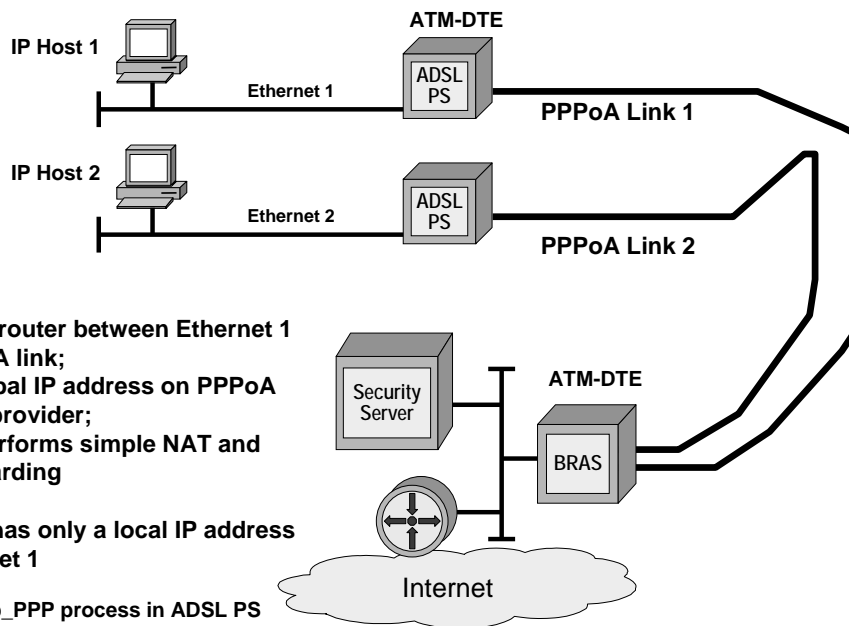 ATM-DTE
IP Host 1
ADSL
PS
Ethernet 1
PPPoA Link 1
IP Host 2
ADSL
PS
Ethernet 2
PPPoA Link 2
router between Ethernet 1
A link;
bal IP address on PPPoA
provider;
rforms simple NAT and
arding
has only a local IP address
et 1
o_PPP process in ADSL PS
Security
Server
ATM-DTE
BRAS
Internet